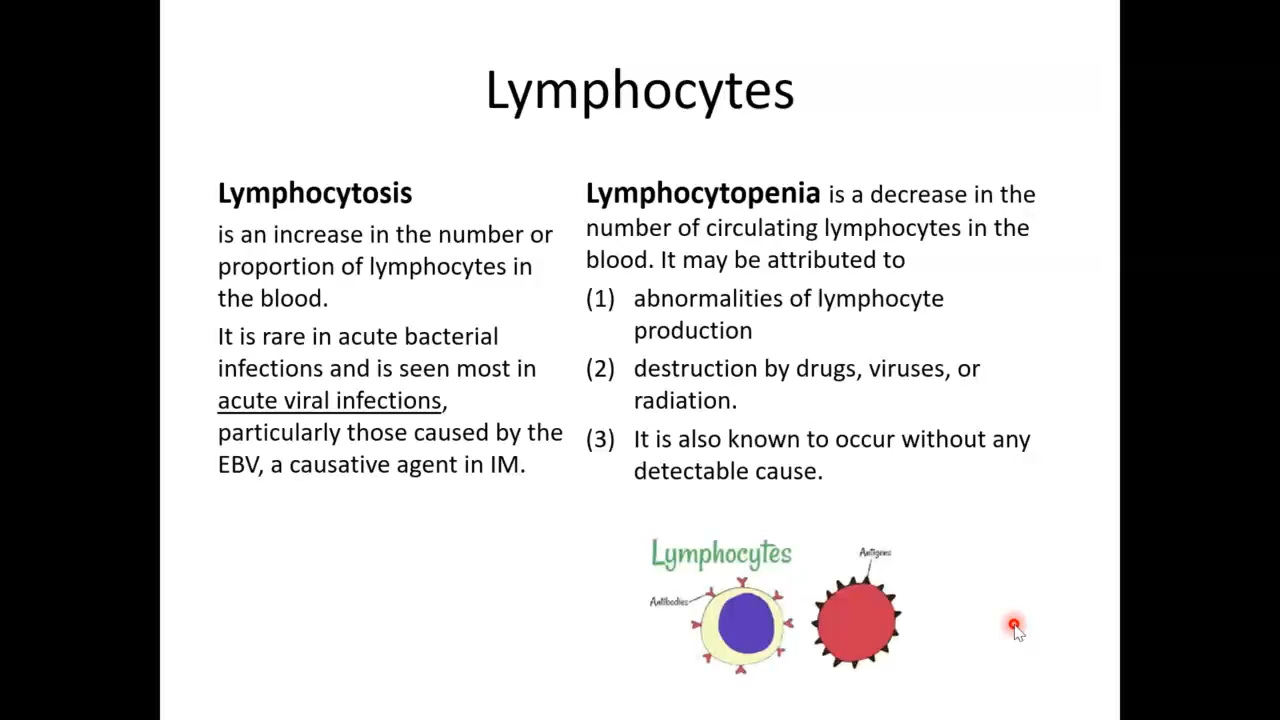 Lymphocytes
Lymphocytosis
is an increase in the number or
proportion of lymphocytes in
the blood.
It is rare in acute bacterial
infections and is seen most in
acute viral infections,
particularly those caused by the
EBV, a causative agent in IM.
Lymphocytopenia is a decrease in the
number of circulating lymphocytes in the
blood. It may be attributed to
(1) abnormalities of lymphocyte
production
(2) destruction by drugs, viruses, or
radiation.
(3) It is also known to occur without any
detectable cause.
Lymphocytes
Antibodies
Antigens